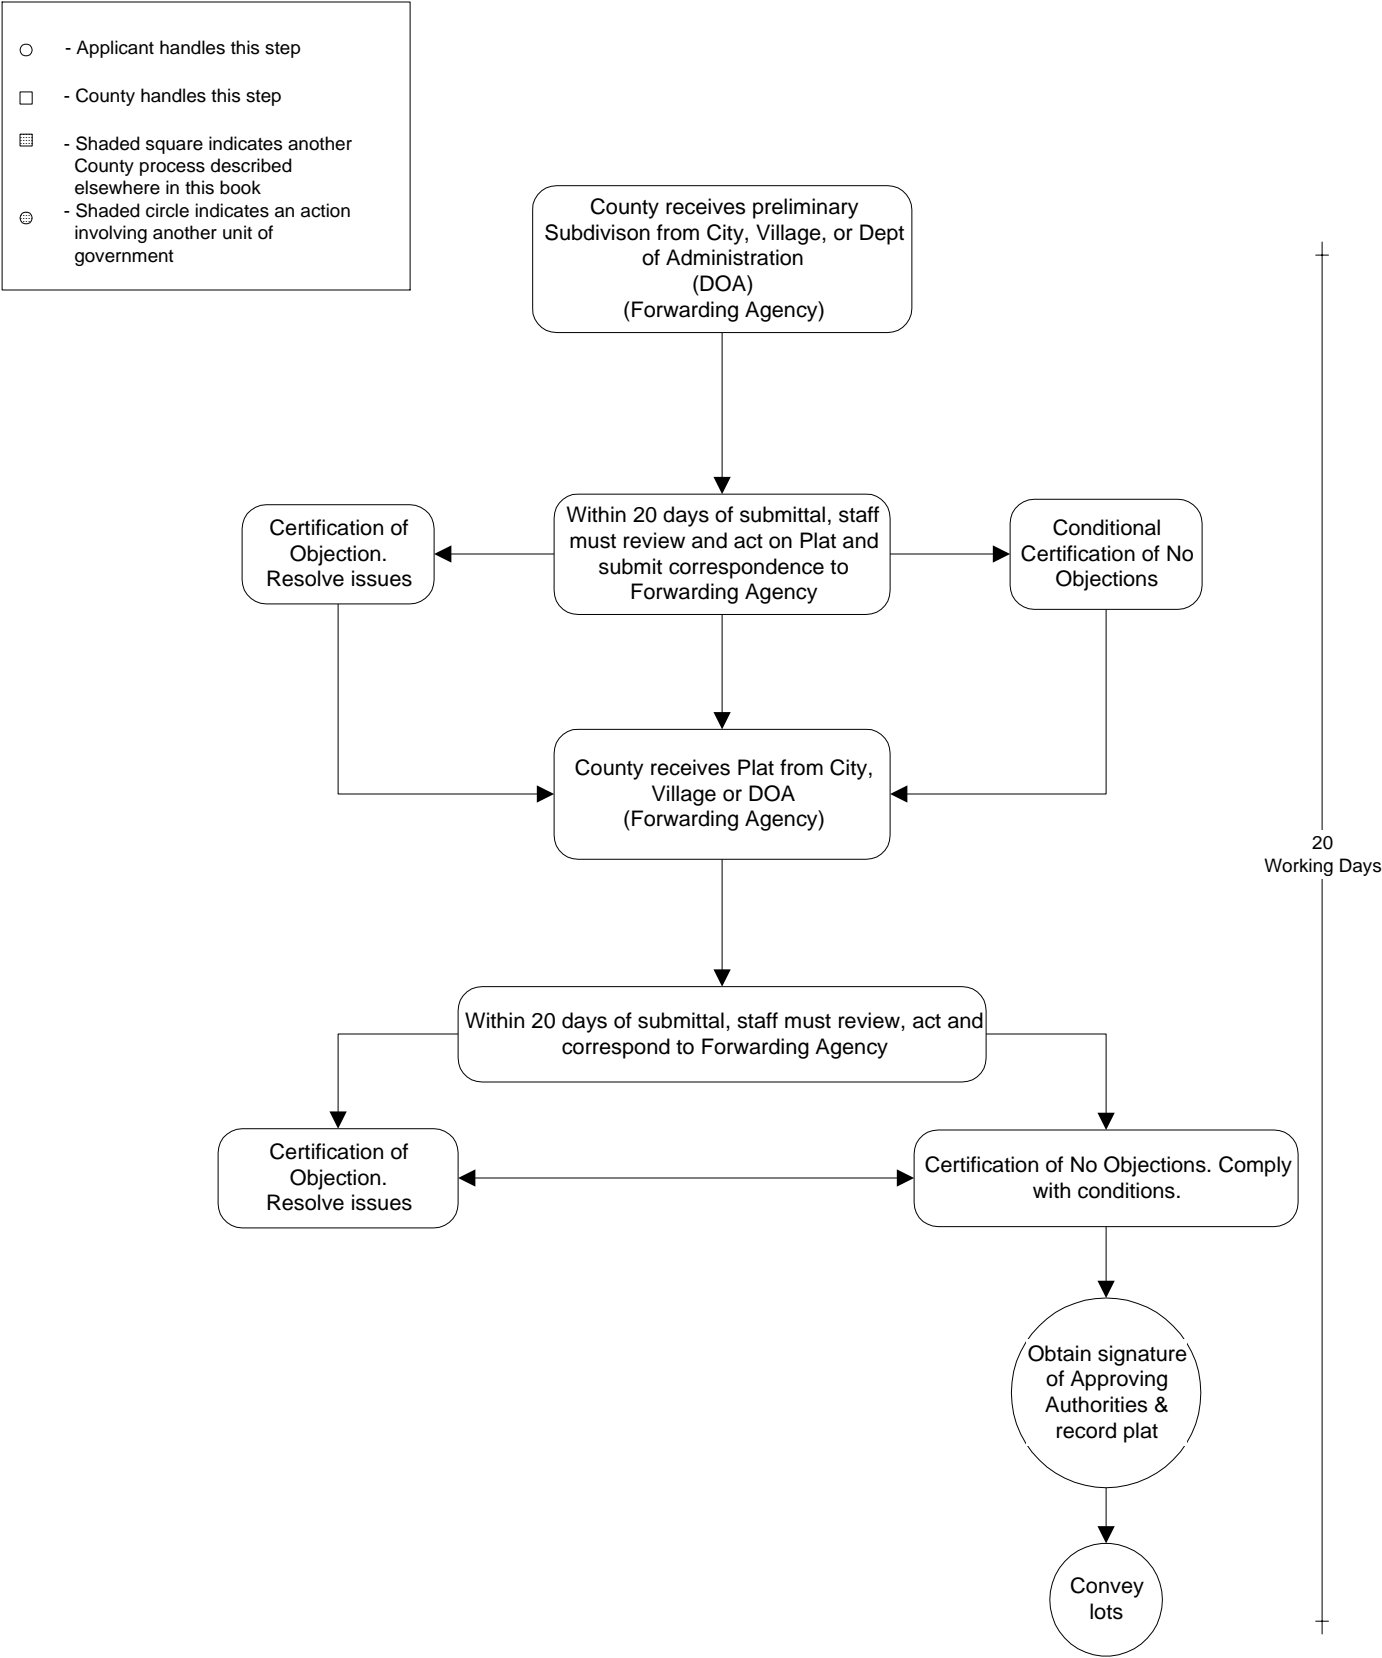 - Applicant handles this step
- County handles this step
- Shaded square indicates another
County process described
elsewhere in this book
- Shaded circle indicates an action
involving another unit of
government
County receives preliminary
Subdivison from City, Village, or Dept
of Administration
(DOA)
(Forwarding Agency)
Certification of
Objection.
Resolve issues
Within 20 days of submittal, staff
must review and act on Plat and
submit correspondence to
Forwarding Agency
Conditional
Certification of No
Objections
County receives Plat from City,
Village or DOA
(Forwarding Agency)
20
Working Days
Within 20 days of submittal, staff must review, act and
correspond to Forwarding Agency
Certification of
Objection.
Resolve issues
Certification of No Objections. Comply
with conditions.
Obtain signature
of Approving
Authorities &
record plat
Convey
lots